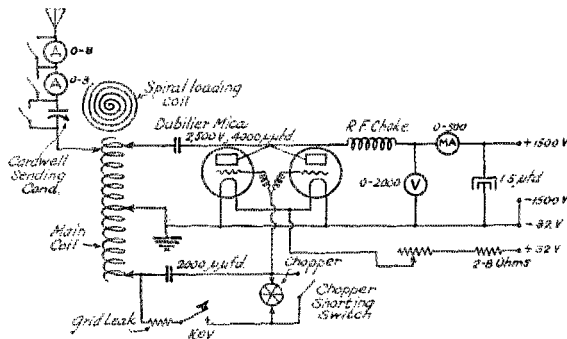 0-8
0-3
Spiral loading
coil
Cardwell
Sending
Cond.
Dubilier Mica
2,500 V, 4000 μμfd.
R F Choke
0-500
MA
+1500V
0-2000
V
1.5 μfd
-1500V
-32 V
+32 V
2-8 Ohms
Main
Coil
2000 μμfd.
Chopper
Chopper
Shorting
Switch
Grid Leak
Key